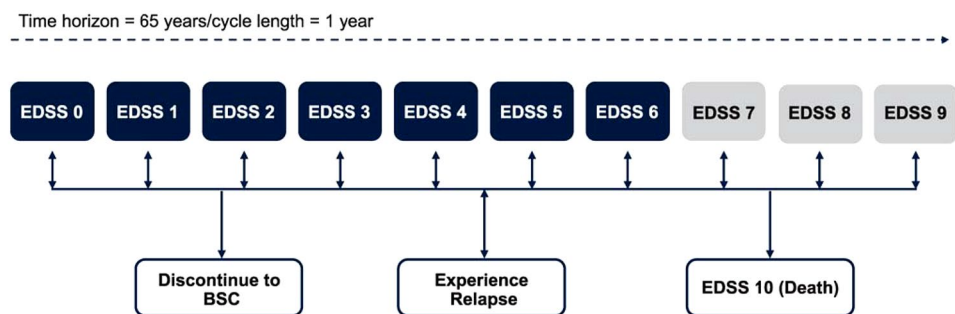 Time horizon = 65 years/cycle length = 1 year
EDSS 0
EDSS 1
EDSS 2
EDSS 3
EDSS 4
EDSS 5
EDSS 6
EDSS 7
EDSS 8
EDSS 9
Discontinue to
BSC
Experience
Relapse
EDSS 10 (Death)